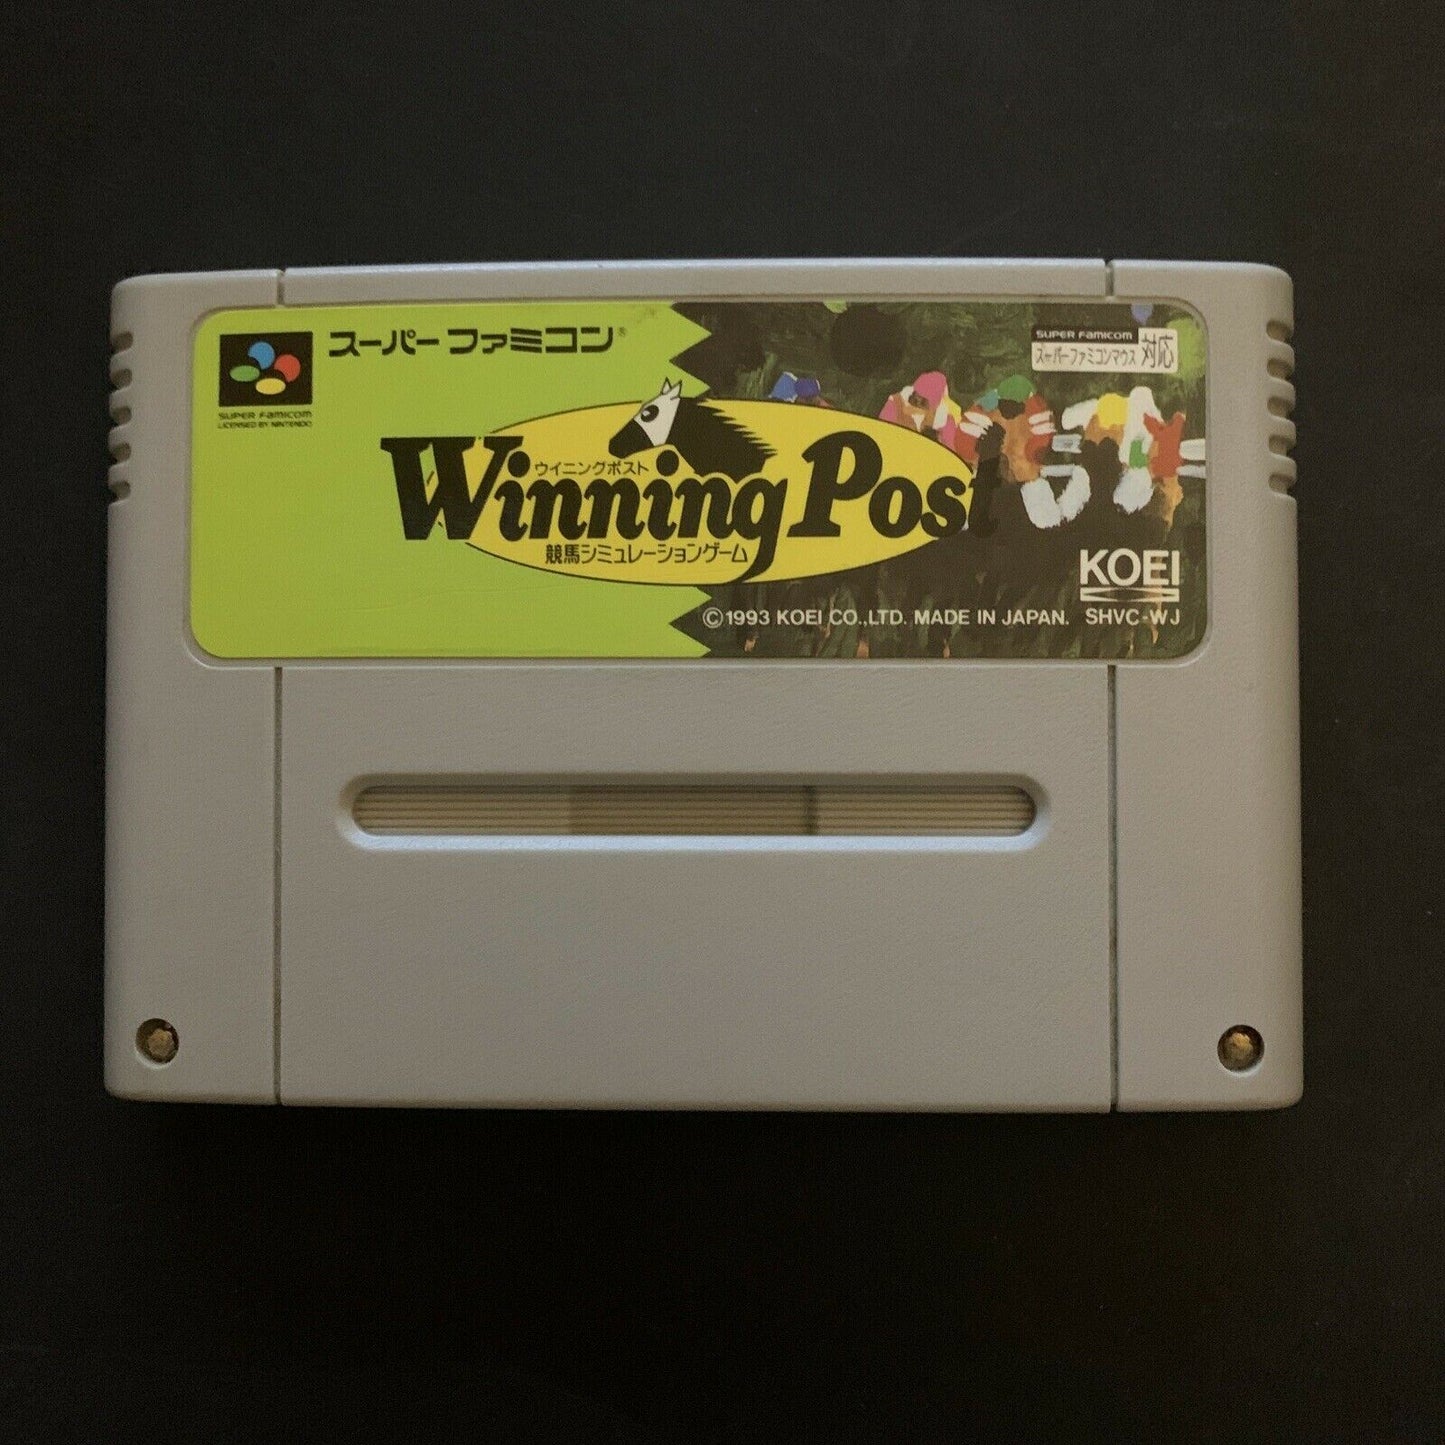 スーパーファミコン®
SUPER Famicom
LICENSED BY NINTENDO
SUPER Famicom
スーパーファミコンマウス 対応
ウイニングポスト
Winning Post
競馬シミュレーションゲーム
KOEI
©1993 KOEI CO.,LTD. MADE IN JAPAN. SHVC-WJ